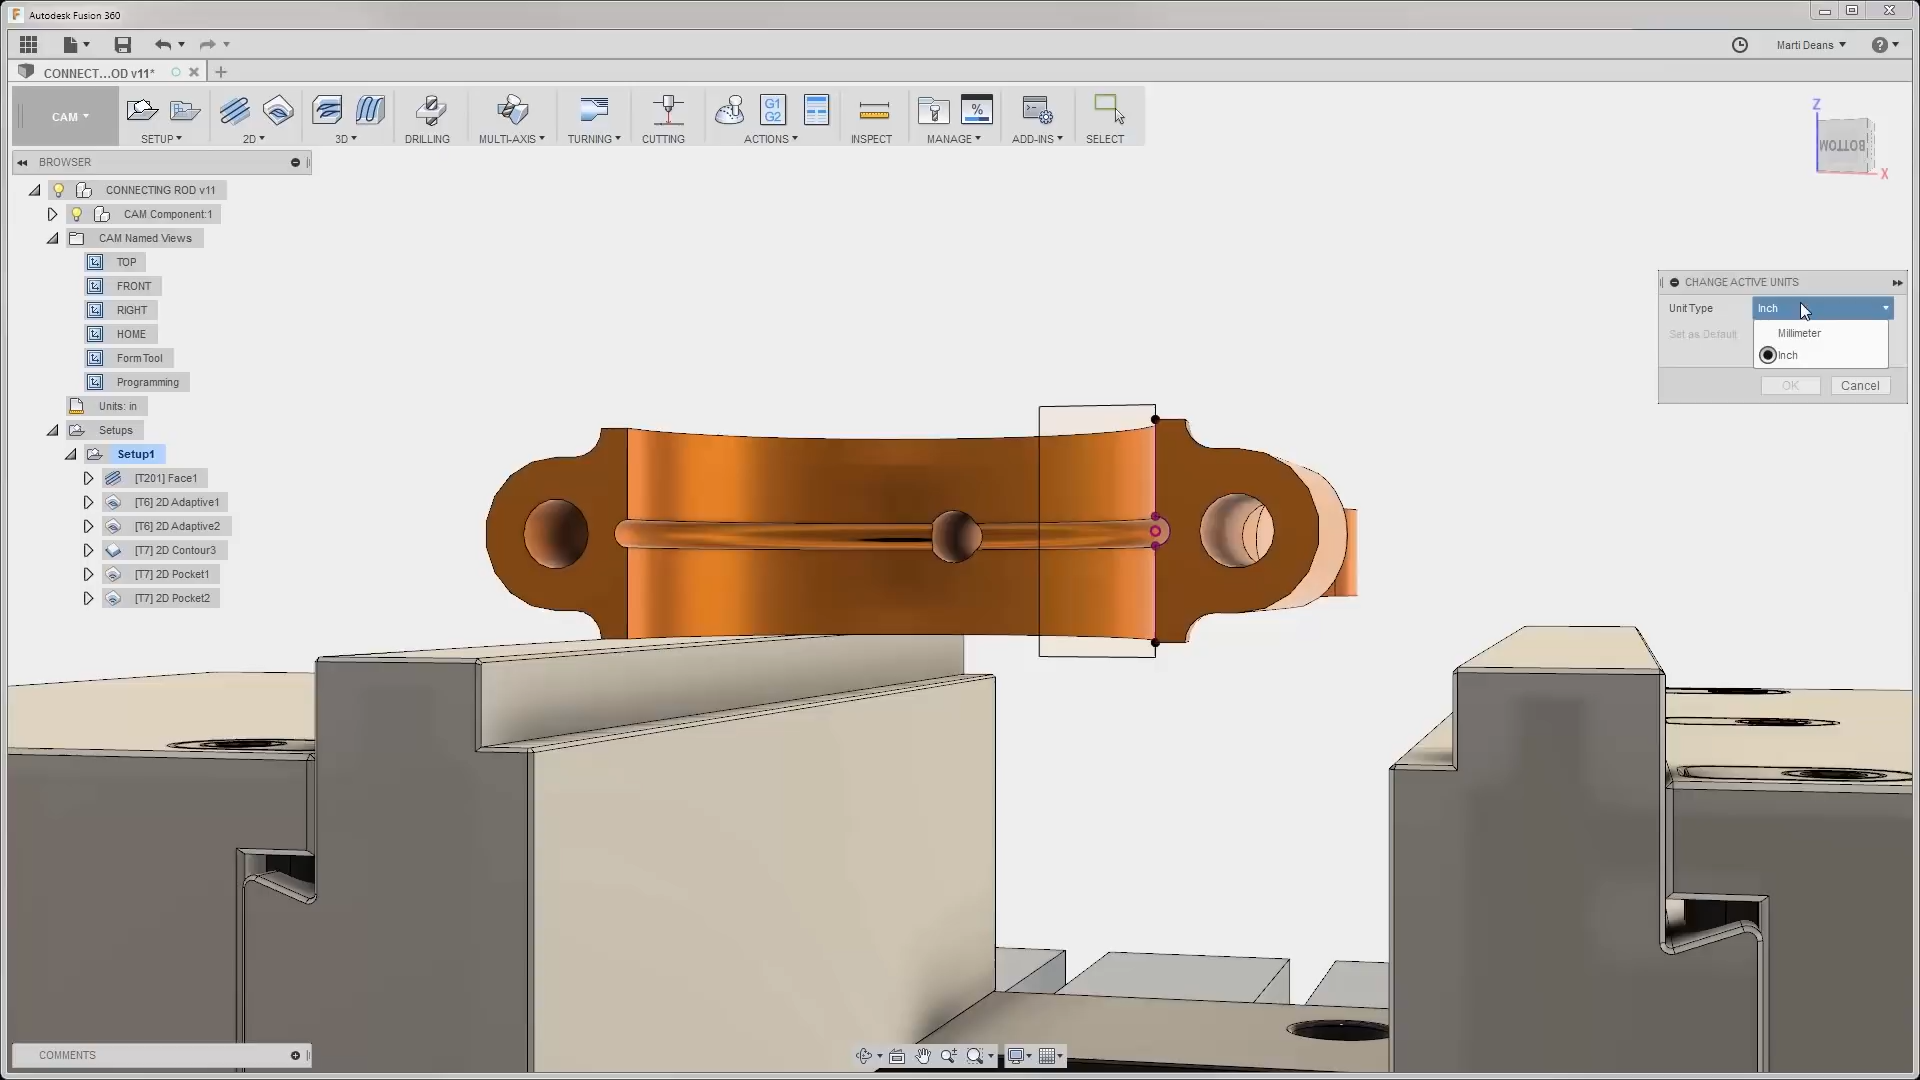 Autodesk Fusion 360
Marti Deans
CONNECT...OD v11*
CAM
SETUP
2D
3D
DRILLING
MULTI-AXIS
TURNING
CUTTING
G1
G2
ACTIONS
INSPECT
%
MANAGE
ADD-INS
SELECT
BROWSER
CONNECTING ROD v11
CAM Component:1
CAM Named Views
TOP
FRONT
RIGHT
HOME
Form Tool
Programming
Units: in
Setups
Setup1
[T201] Face1
[T6] 2D Adaptive1
[T6] 2D Adaptive2
[T7] 2D Contour3
[T7] 2D Pocket1
[T7] 2D Pocket2
Z
BOTTOM
X
CHANGE ACTIVE UNITS
Unit Type
Inch
Set as Default
Millimeter
Inch
OK
Cancel
COMMENTS